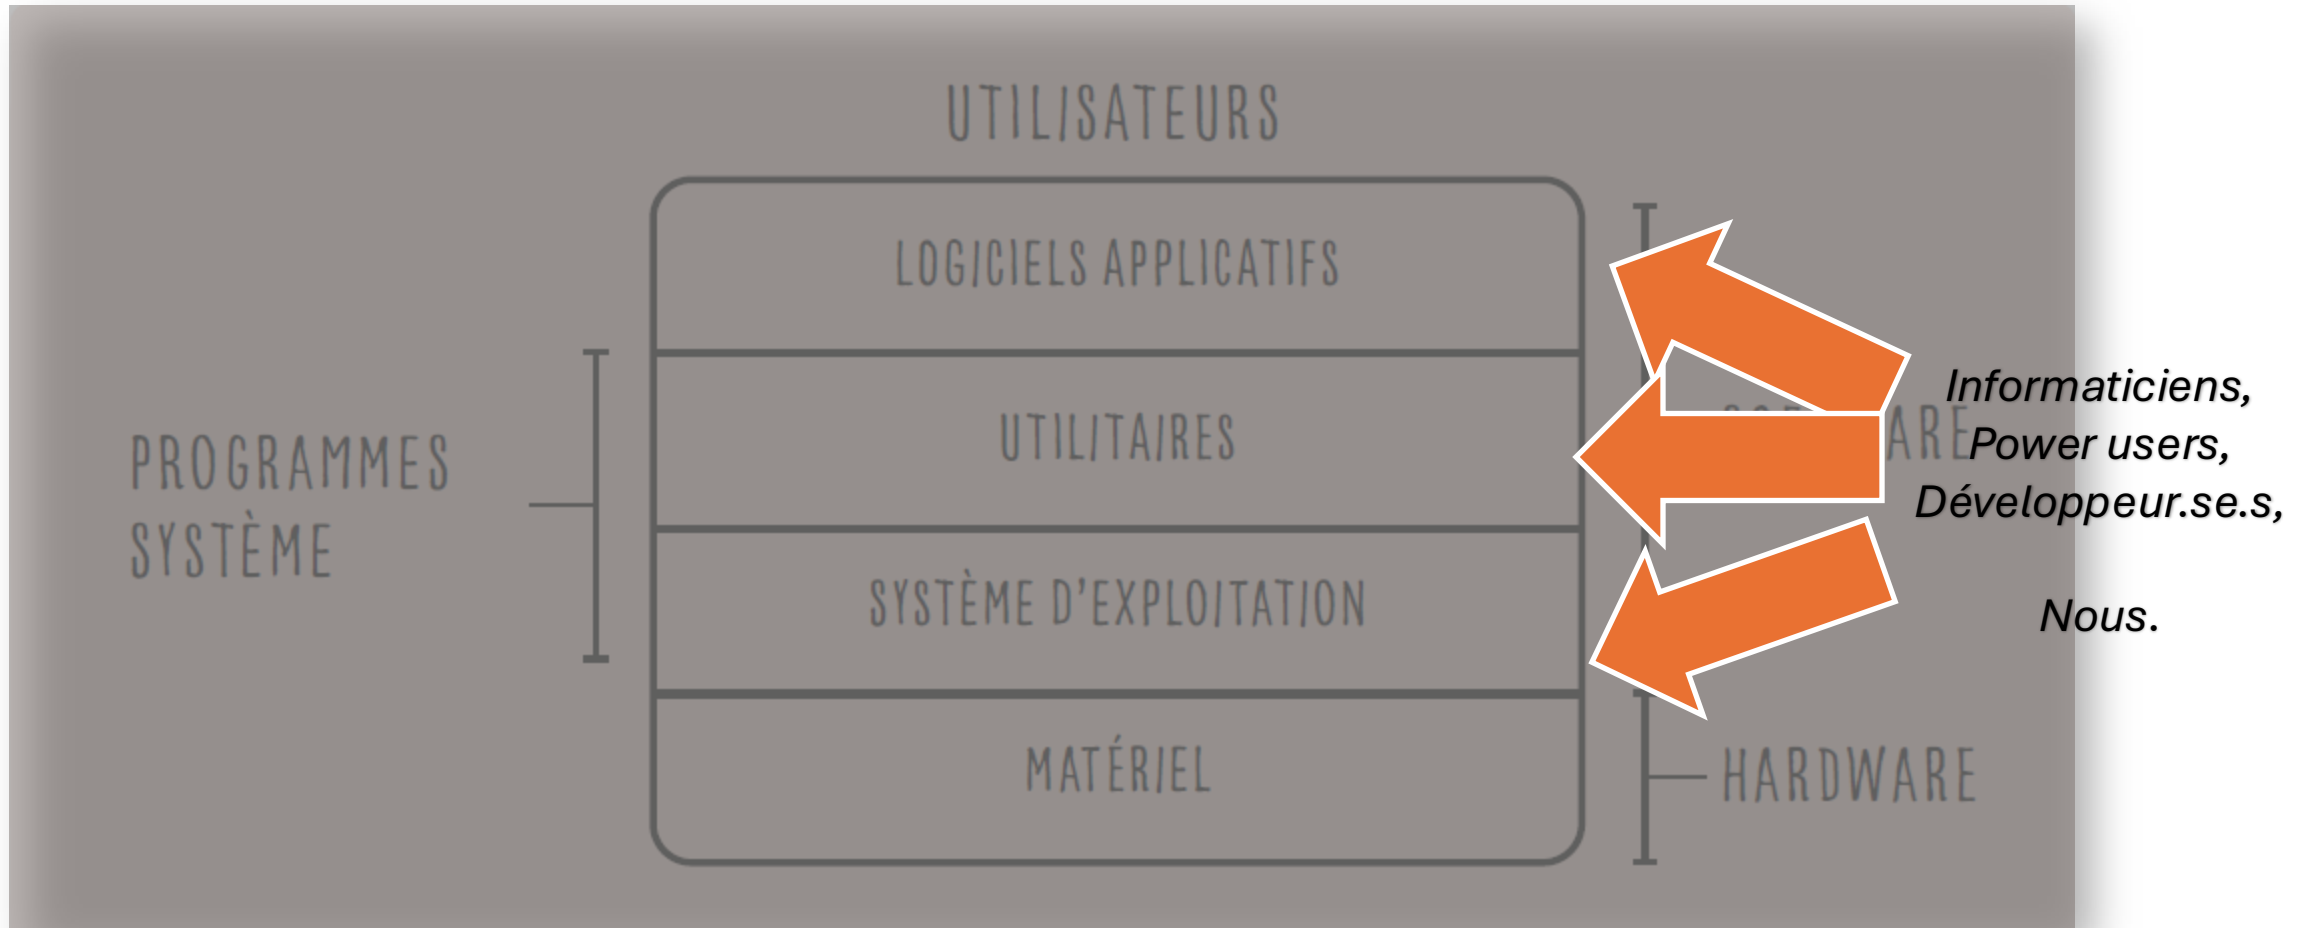 UTILISATEURS
LOGICIELS APPLICATIFS
UTILITAIRES
SYSTÈME D'EXPLOITATION
MATÉRIEL
PROGRAMMES
SYSTÈME
HARDWARE
Informaticiens,
Power users,
Développeur.se.s,
Nous.